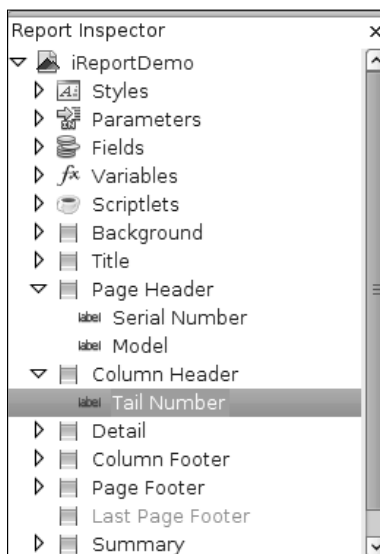 Report Inspector x
iReportDemo
Styles
Parameters
Fields
fx Variables
Scriptlets
Background
Title
Page Header
label Serial Number
label Model
Column Header
label Tail Number
Detail
Column Footer
Page Footer
Last Page Footer
Summary